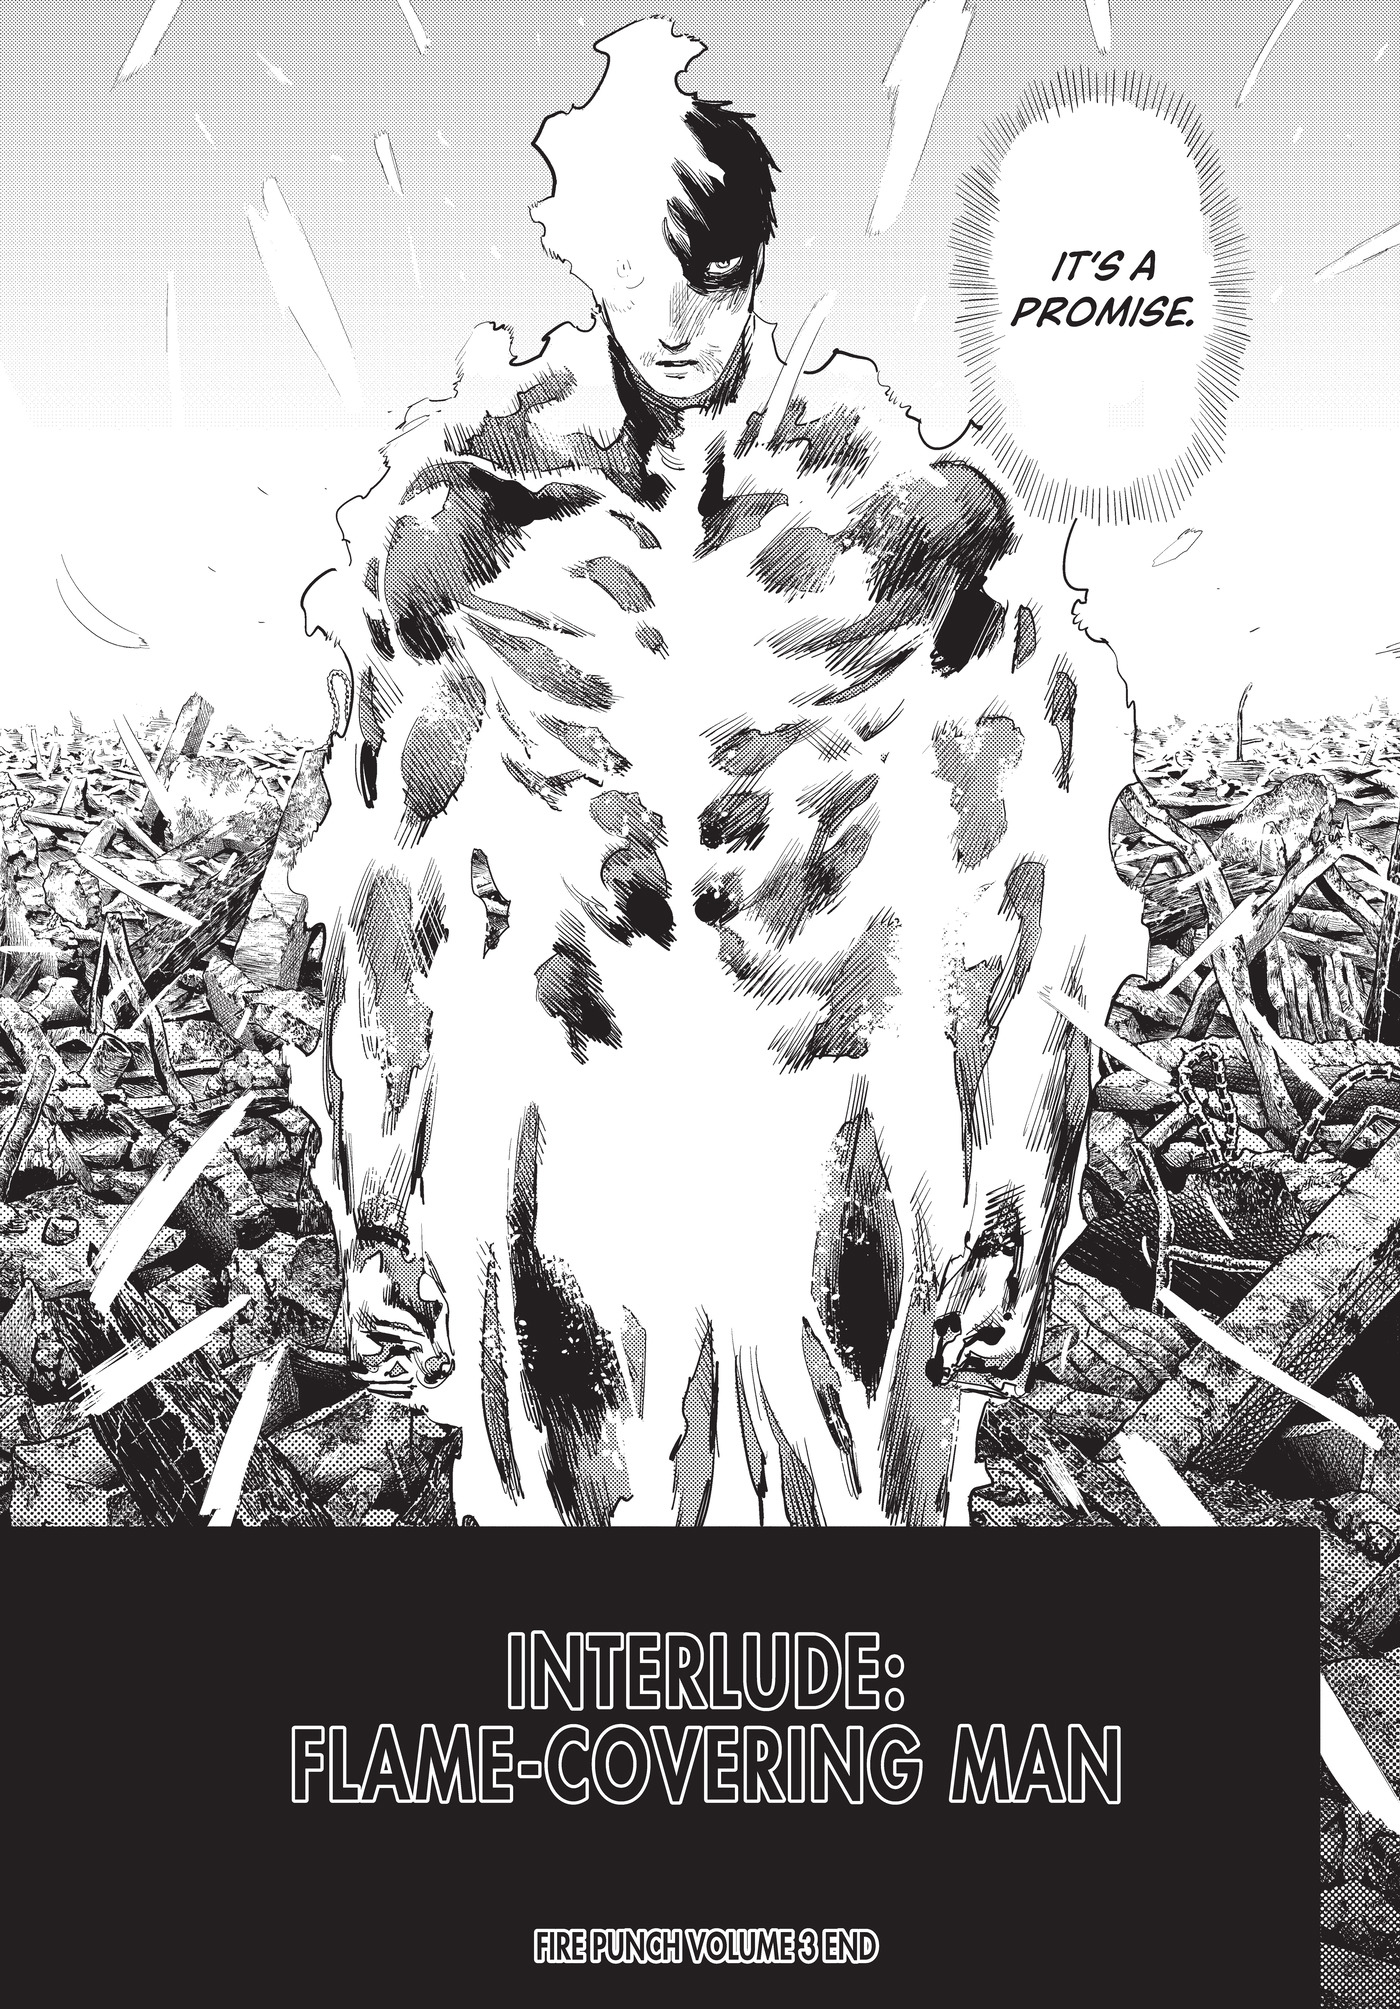 IT'S A
PROMISE.
INTERLUDE:
FLAME-COVERING MAN
FIRE PUNCH VOLUME 3 END